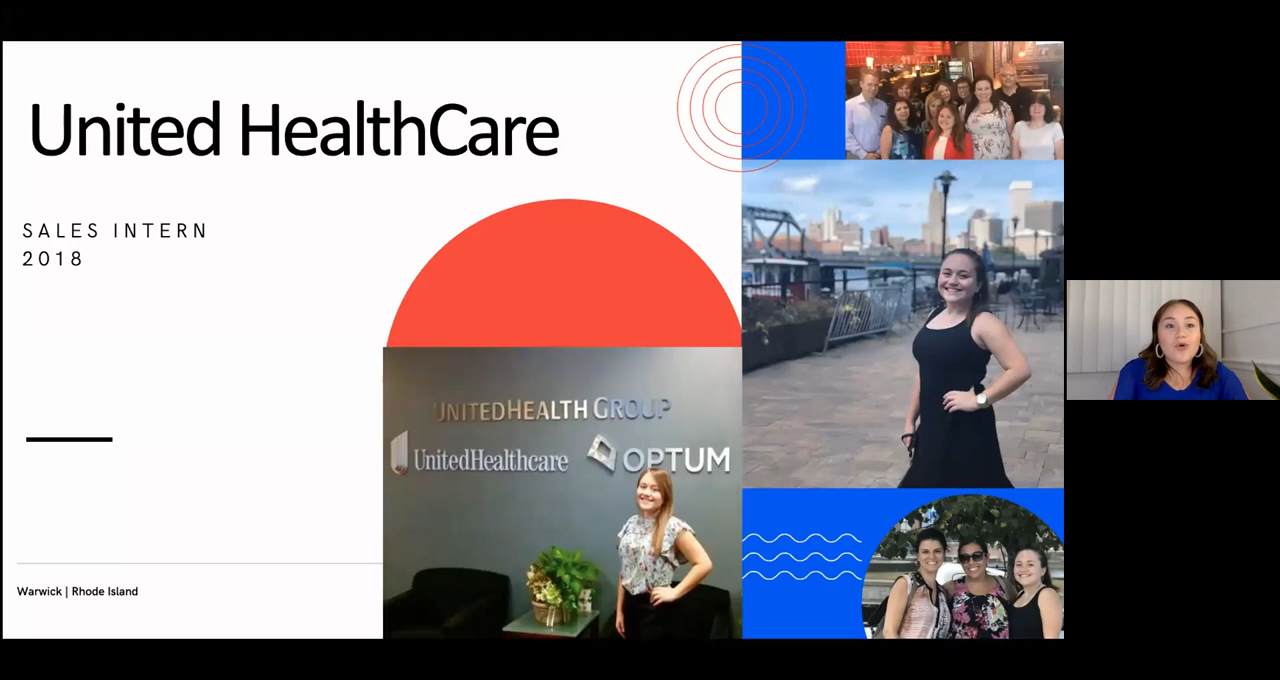 United HealthCare
SALES INTERN
2018
Warwick | Rhode Island
UNITEDHEALTH GROUP
UnitedHealthcare
OPTUM